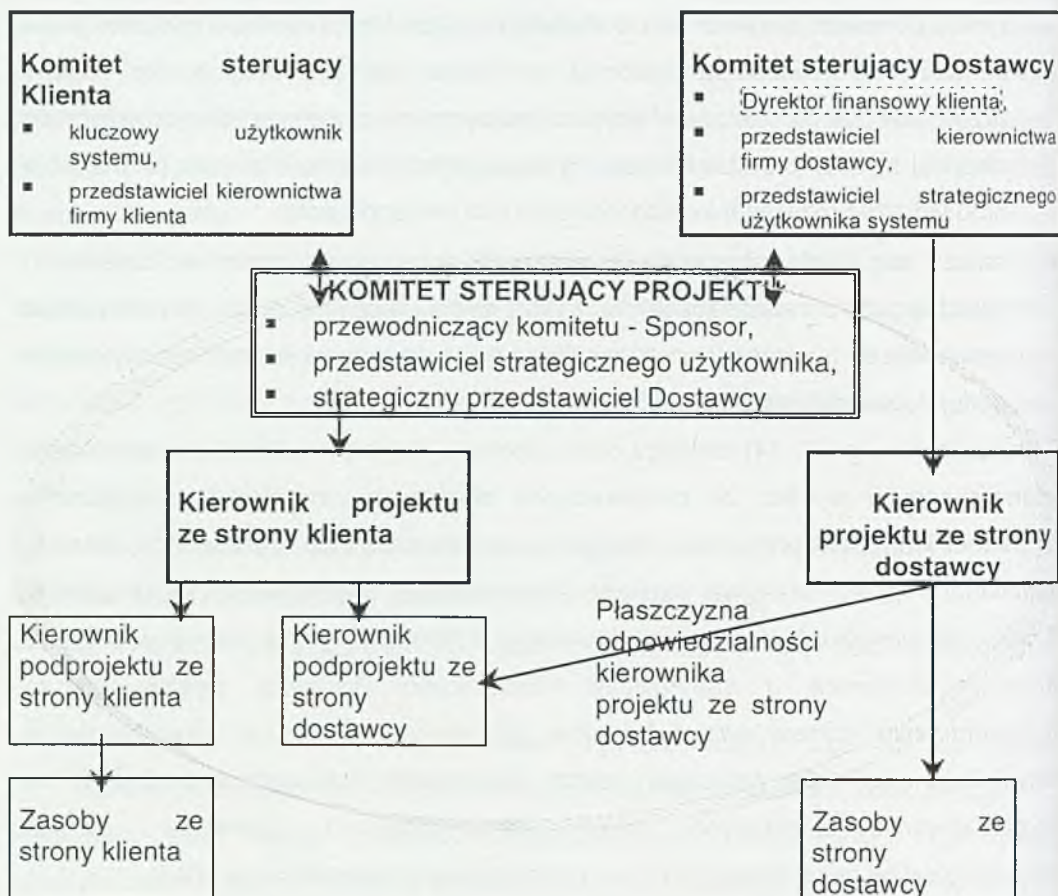 Komitet sterujący
Klienta
▪ kluczowy użytkownik
systemu,
▪ przedstawiciel kierownictwa
firmy klienta
Komitet sterujący Dostawcy
▪ Dyrektor finansowy klienta,
▪ przedstawiciel kierownictwa
firmy dostawcy,
▪ przedstawiciel strategicznego
użytkownika systemu
KOMITET STERUJĄCY PROJEKTU
▪ przewodniczący komitetu - Sponsor,
▪ przedstawiciel strategicznego użytkownika,
▪ strategiczny przedstawiciel Dostawcy
Kierownik projektu
ze strony klienta
Kierownik
projektu ze strony
dostawcy
Kierownik
podprojektu ze
strony klienta
Kierownik
podprojektu ze
strony
dostawcy
Płaszczyzna
odpowiedzialności
kierownika
projektu ze strony
dostawcy
Zasoby ze
strony klienta
Zasoby ze
strony
dostawcy